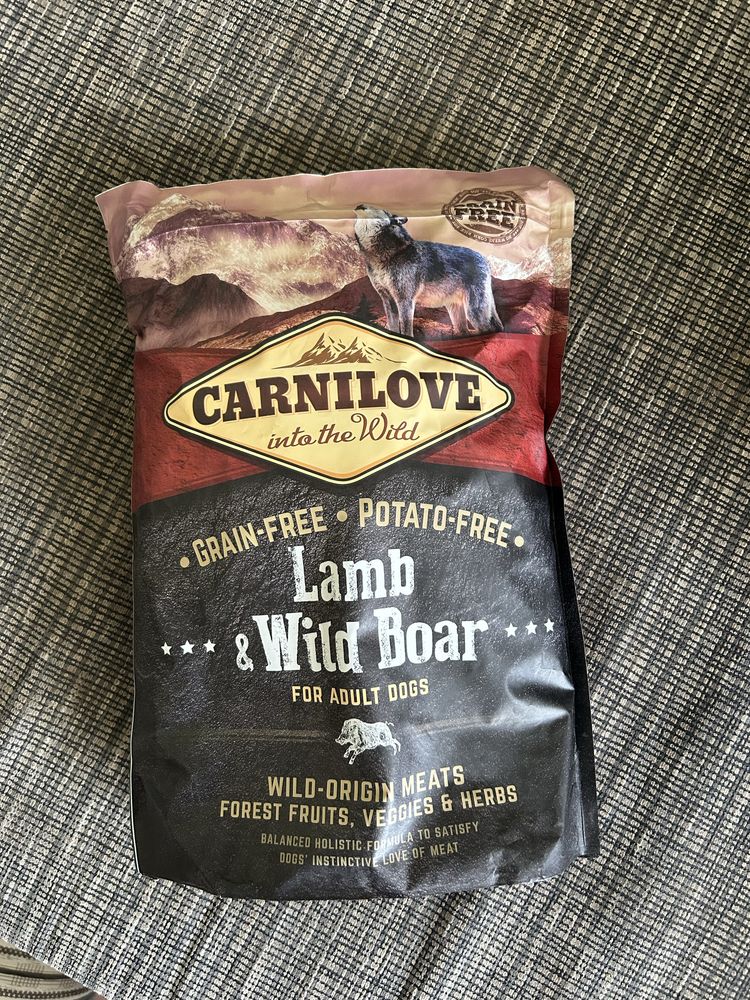 GRAIN
FREE
CARNILOVE
into the Wild
• GRAIN-FREE • POTATO-FREE •
Lamb
& Wild Boar
FOR ADULT DOGS
WILD-ORIGIN MEATS
FOREST FRUITS, VEGGIES & HERBS
BALANCED HOLISTIC FORMULA TO SATISFY
DOGS' INSTINCTIVE LOVE OF MEAT